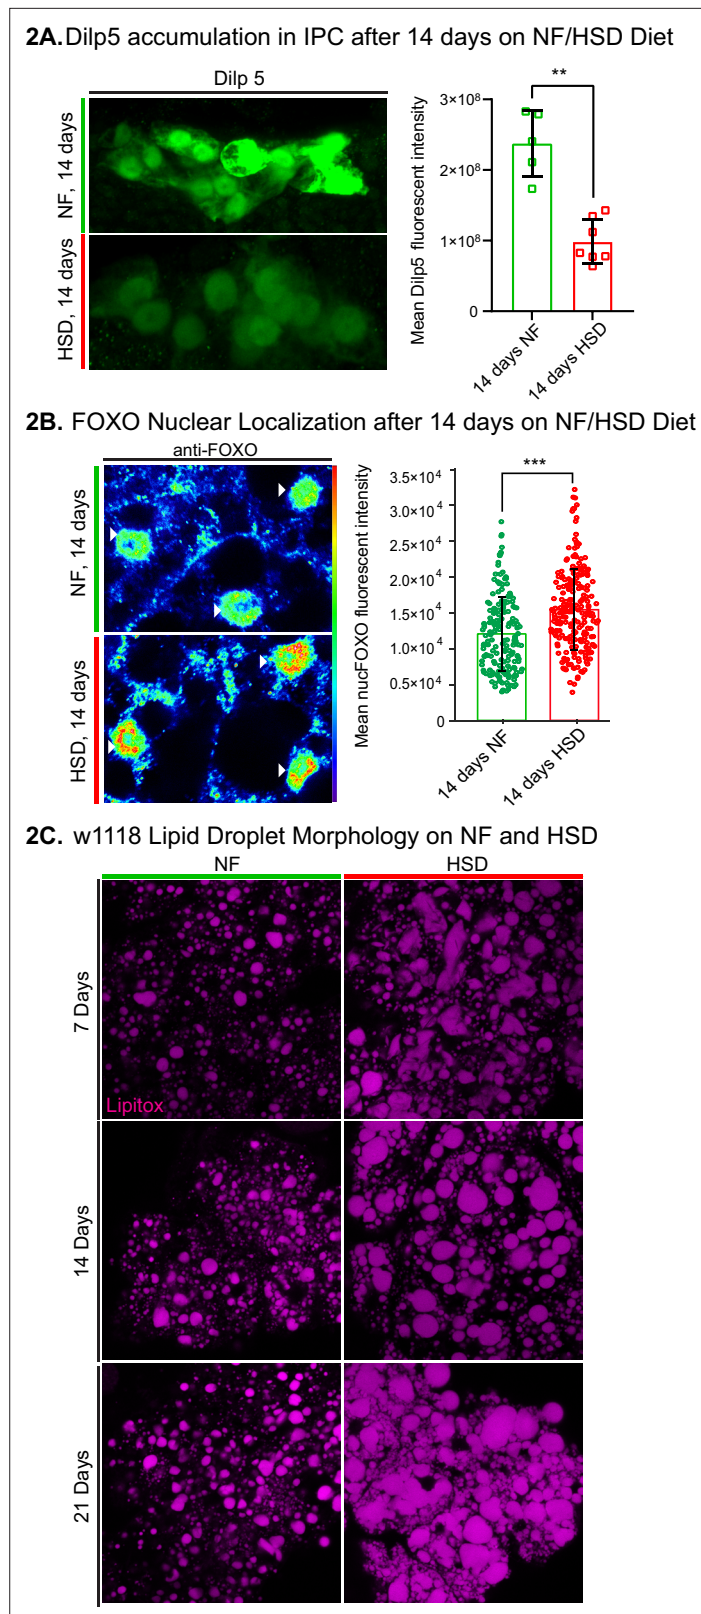 2A. Dilp5 accumulation in IPC after 14 days on NF/HSD Diet
Dilp 5
NF, 14 days
HSD, 14 days
Mean Dilp5 fluorescent intensity
3×10⁸
2×10⁸
1×10⁸
0
**
14 days NF
14 days HSD
2B. FOXO Nuclear Localization after 14 days on NF/HSD Diet
anti-FOXO
NF, 14 days
HSD, 14 days
Mean nucFOXO fluorescent intensity
3.5×10⁴
3.0×10⁴
2.5×10⁴
2.0×10⁴
1.5×10⁴
1.0×10⁴
0.5×10⁴
0
***
14 days NF
14 days HSD
2C. w1118 Lipid Droplet Morphology on NF and HSD
NF
HSD
7 Days
Lipitox
14 Days
21 Days